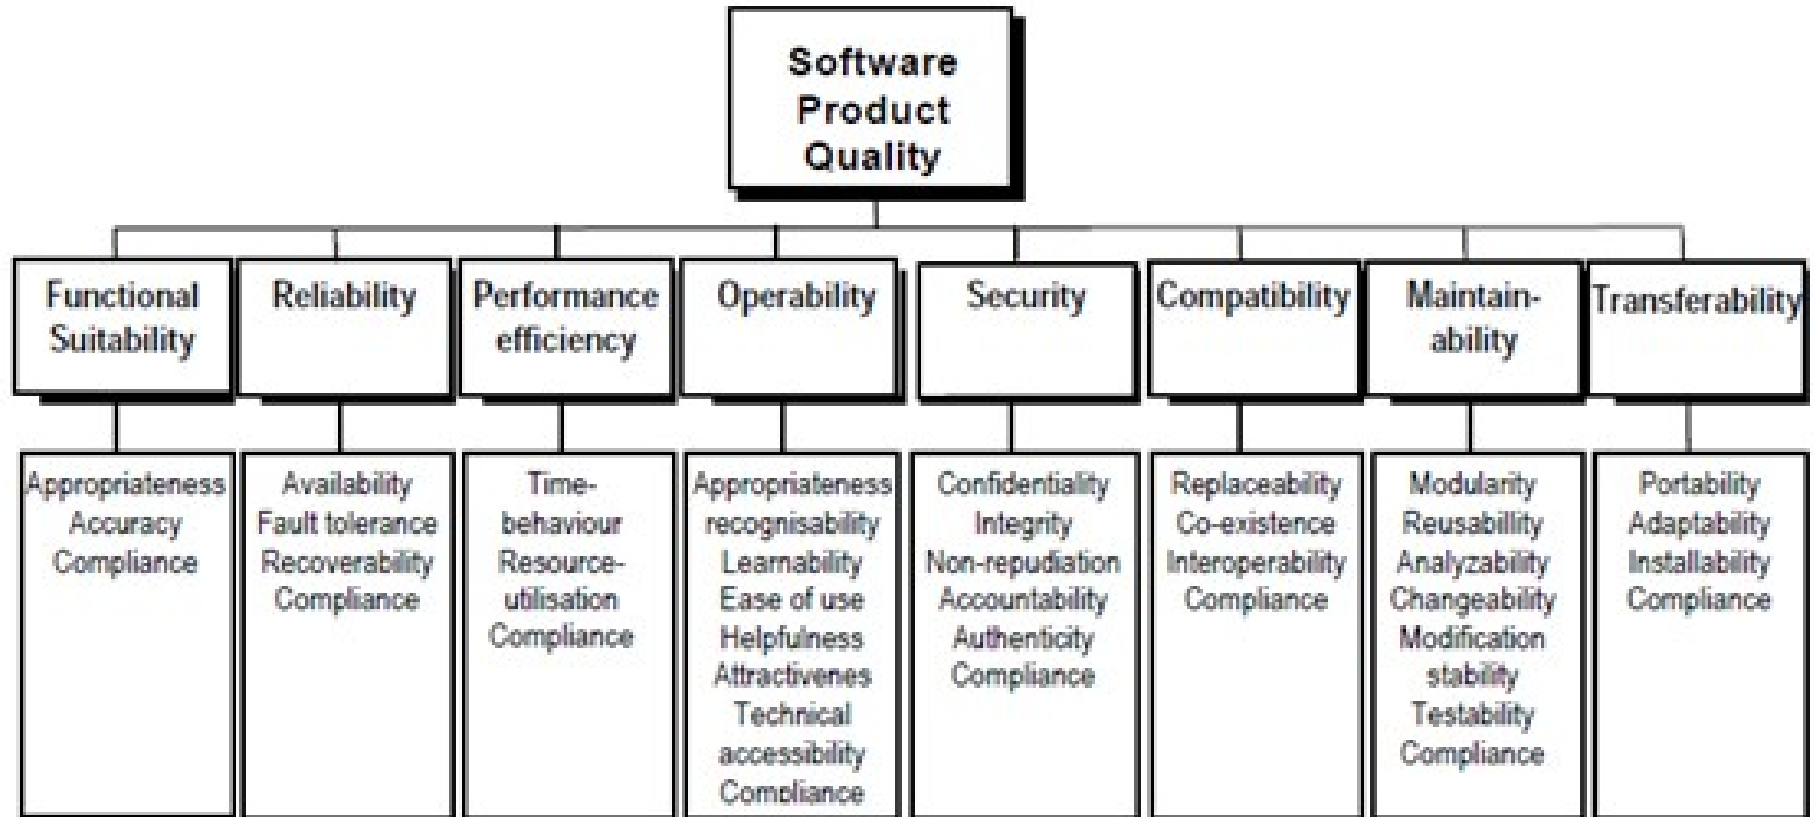 Software
Product
Quality
Functional
Suitability
Reliability
Performance
efficiency
Operability
Security
Compatibility
Maintain-
ability
Transferability
Appropriateness
Accuracy
Compliance
Availability
Fault tolerance
Recoverability
Compliance
Time-
behaviour
Resource-
utilisation
Compliance
Appropriateness
recognisability
Learnability
Ease of use
Helpfulness
Attractivenes
Technical
accessibility
Compliance
Confidentiality
Integrity
Non-repudiation
Accountability
Authenticity
Compliance
Replaceability
Co-existence
Interoperability
Compliance
Modularity
Reusabillity
Analyzability
Changeability
Modification
stability
Testability
Compliance
Portability
Adaptability
Installability
Compliance